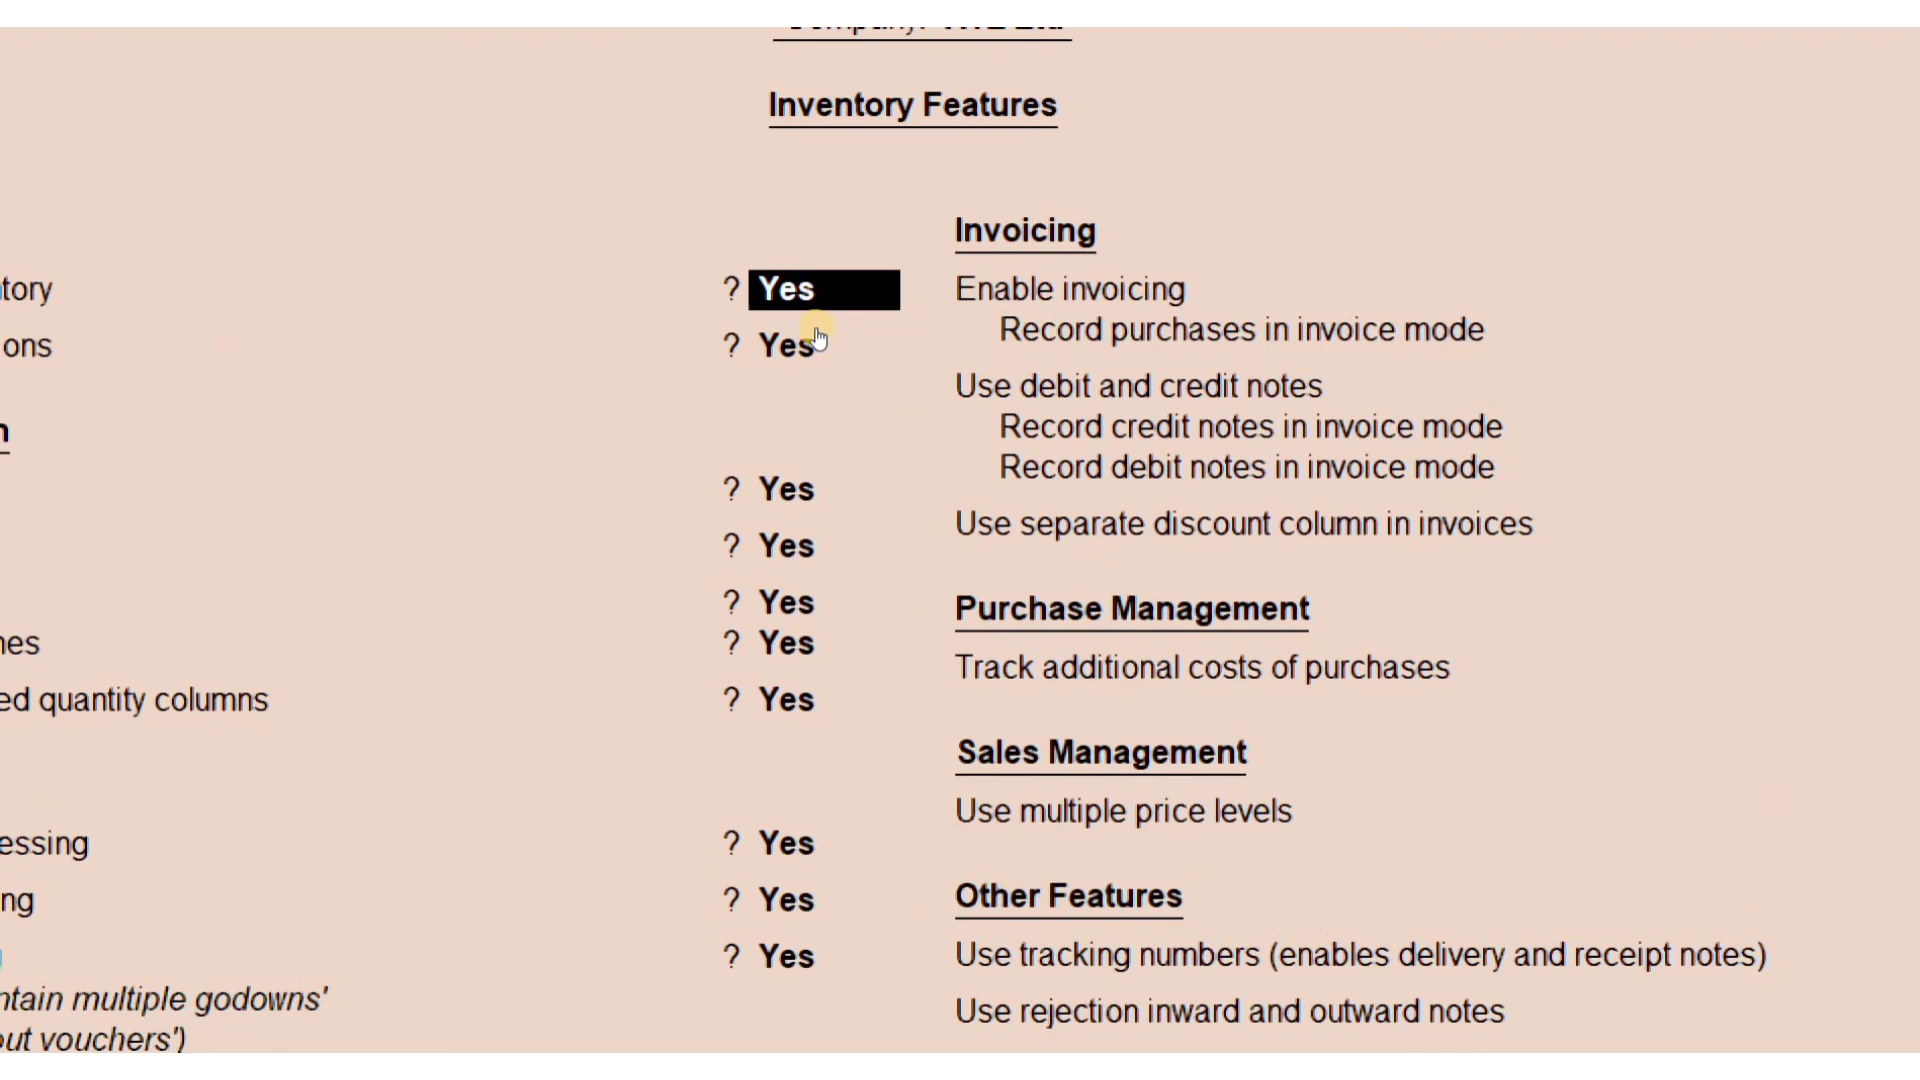 Inventory Features
tory ? Yes
ons ? Yes
? Yes
? Yes
? Yes
nes ? Yes
ed quantity columns ? Yes
essing ? Yes
ng ? Yes
? Yes
ntain multiple godowns'
out vouchers')
Invoicing
Enable invoicing
Record purchases in invoice mode
Use debit and credit notes
Record credit notes in invoice mode
Record debit notes in invoice mode
Use separate discount column in invoices
Purchase Management
Track additional costs of purchases
Sales Management
Use multiple price levels
Other Features
Use tracking numbers (enables delivery and receipt notes)
Use rejection inward and outward notes